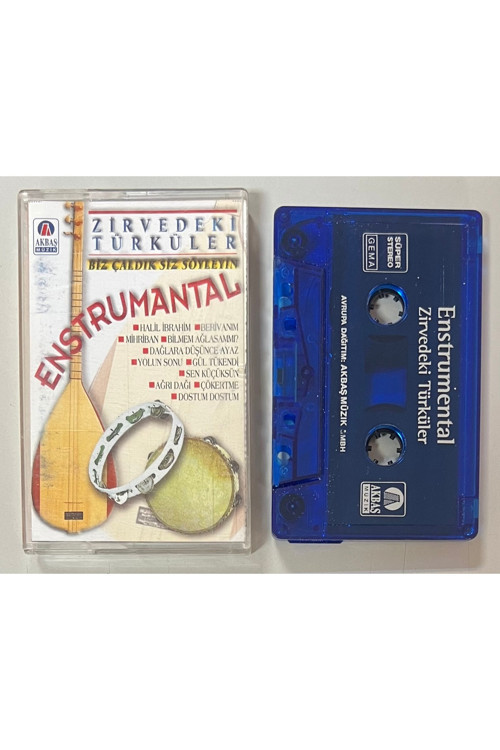 AKBAŞ
MÜZİK
ZİRVEDEKİ
TÜRKÜLER
BİZ ÇALDIK SİZ SÖYLEYİN
ENSTRUMANTAL
HALİL İBRAHİM BERİVANIM
MİHRİBAN BİLMEM AĞLASAMMI?
DAĞLARA DÜŞÜNCE AYAZ
YOLUN SONU GÜL TÜKENDİ
SEN KÜÇÜKSÜN
AĞRI DAĞI ÇÖKERTME
DOSTUM DOSTUM
SÜPER
STEREO
GEMA
AVRUPA DAĞITIM: AKBAŞ MÜZİK GMBH
Enstrumental
Zirvedeki Türküler
AKBAŞ
MÜZİK